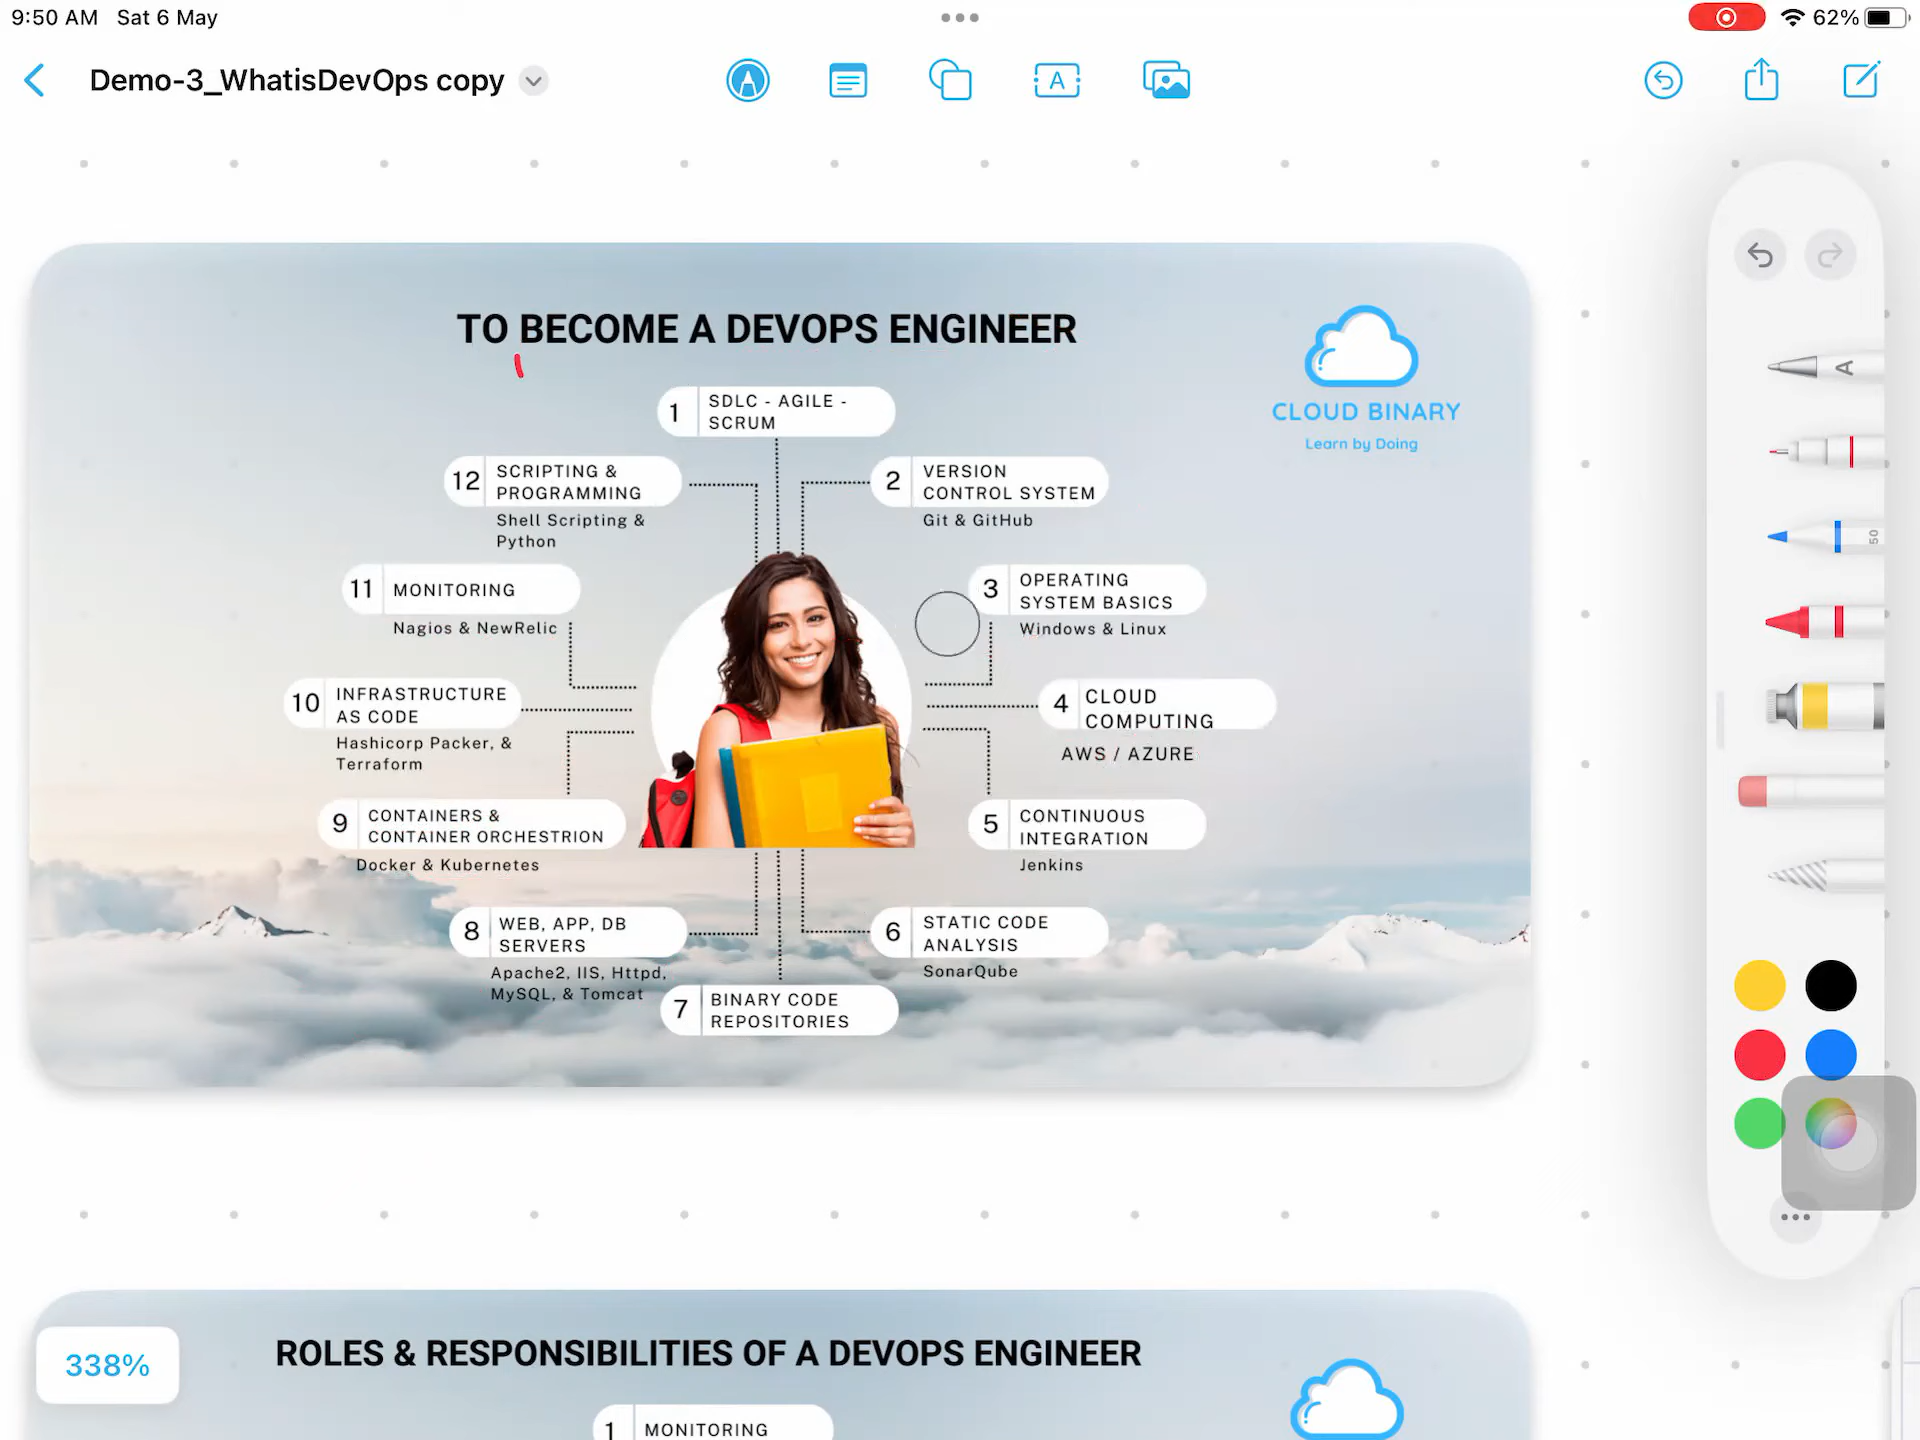 9:50 AM Sat 6 May
62%
Demo-3_WhatisDevOps copy
A
TO BECOME A DEVOPS ENGINEER
CLOUD BINARY
Learn by Doing
1 SDLC - AGILE -
SCRUM
12 SCRIPTING &
PROGRAMMING
Shell Scripting &
Python
2 VERSION
CONTROL SYSTEM
Git & GitHub
11 MONITORING
Nagios & NewRelic
3 OPERATING
SYSTEM BASICS
Windows & Linux
10 INFRASTRUCTURE
AS CODE
Hashicorp Packer, &
Terraform
4 CLOUD
COMPUTING
AWS / AZURE
9 CONTAINERS &
CONTAINER ORCHESTRION
Docker & Kubernetes
5 CONTINUOUS
INTEGRATION
Jenkins
8 WEB, APP, DB
SERVERS
Apache2, IIS, Httpd,
MySQL, & Tomcat
6 STATIC CODE
ANALYSIS
SonarQube
7 BINARY CODE
REPOSITORIES
A
50
338%
ROLES & RESPONSIBILITIES OF A DEVOPS ENGINEER
1 MONITORING